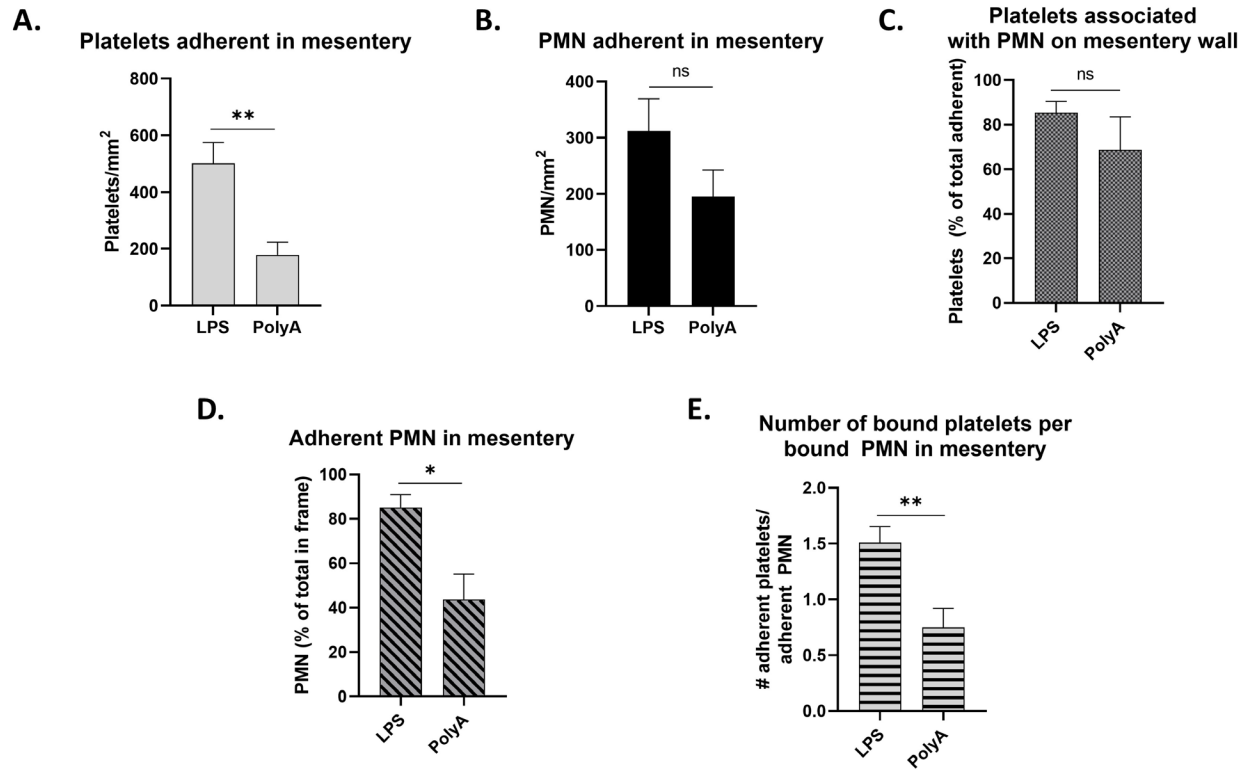 A.
Platelets adherent in mesentery
Platelets/mm²
800
600
400
200
0
**
LPS PolyA
B.
PMN adherent in mesentery
PMN/mm²
400
300
200
100
0
ns
LPS PolyA
C.
Platelets associated
with PMN on mesentery wall
Platelets (% of total adherent)
100
80
60
40
20
0
ns
LPS PolyA
D.
Adherent PMN in mesentery
PMN (% of total in frame)
100
80
60
40
20
0
*
LPS PolyA
E.
Number of bound platelets per
bound PMN in mesentery
# adherent platelets/
adherent PMN
2.0
1.5
1.0
0.5
0.0
**
LPS PolyA